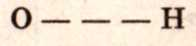 O — — — H